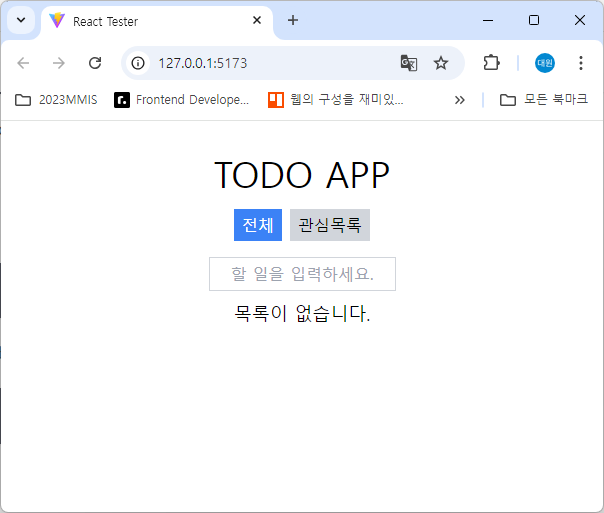 React Tester
127.0.0.1:5173
대원
2023MMIS
r.
Frontend Develope...
웹의 구성을 재미있...
모든 북마크
TODO APP
전체
관심목록
할 일을 입력하세요.
목록이 없습니다.